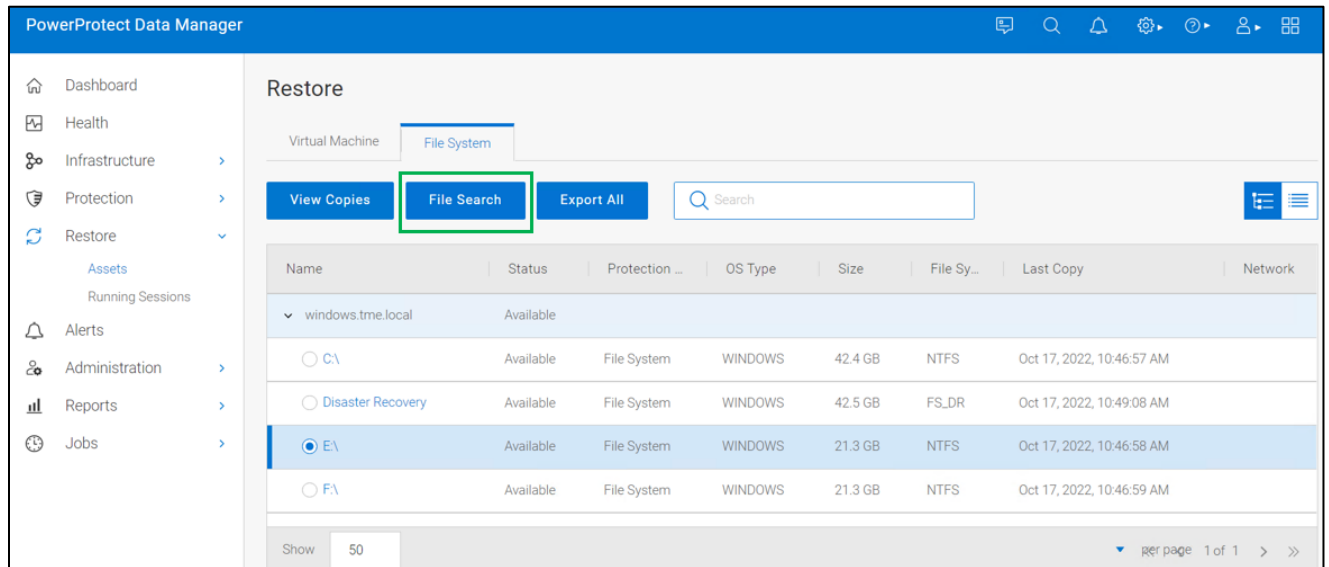 PowerProtect Data Manager
Dashboard
Health
Infrastructure
Protection
Restore
Assets
Running Sessions
Alerts
Administration
Reports
Jobs
Restore
Virtual Machine File System
View Copies File Search Export All Search
Name Status Protection ... OS Type Size File Sy... Last Copy Network
windows.tme.local Available
C:\ Available File System WINDOWS 42.4 GB NTFS Oct 17, 2022, 10:46:57 AM
Disaster Recovery Available File System WINDOWS 42.5 GB FS_DR Oct 17, 2022, 10:49:08 AM
E:\ Available File System WINDOWS 21.3 GB NTFS Oct 17, 2022, 10:46:58 AM
F:\ Available File System WINDOWS 21.3 GB NTFS Oct 17, 2022, 10:46:59 AM
Show 50 per page 1 of 1